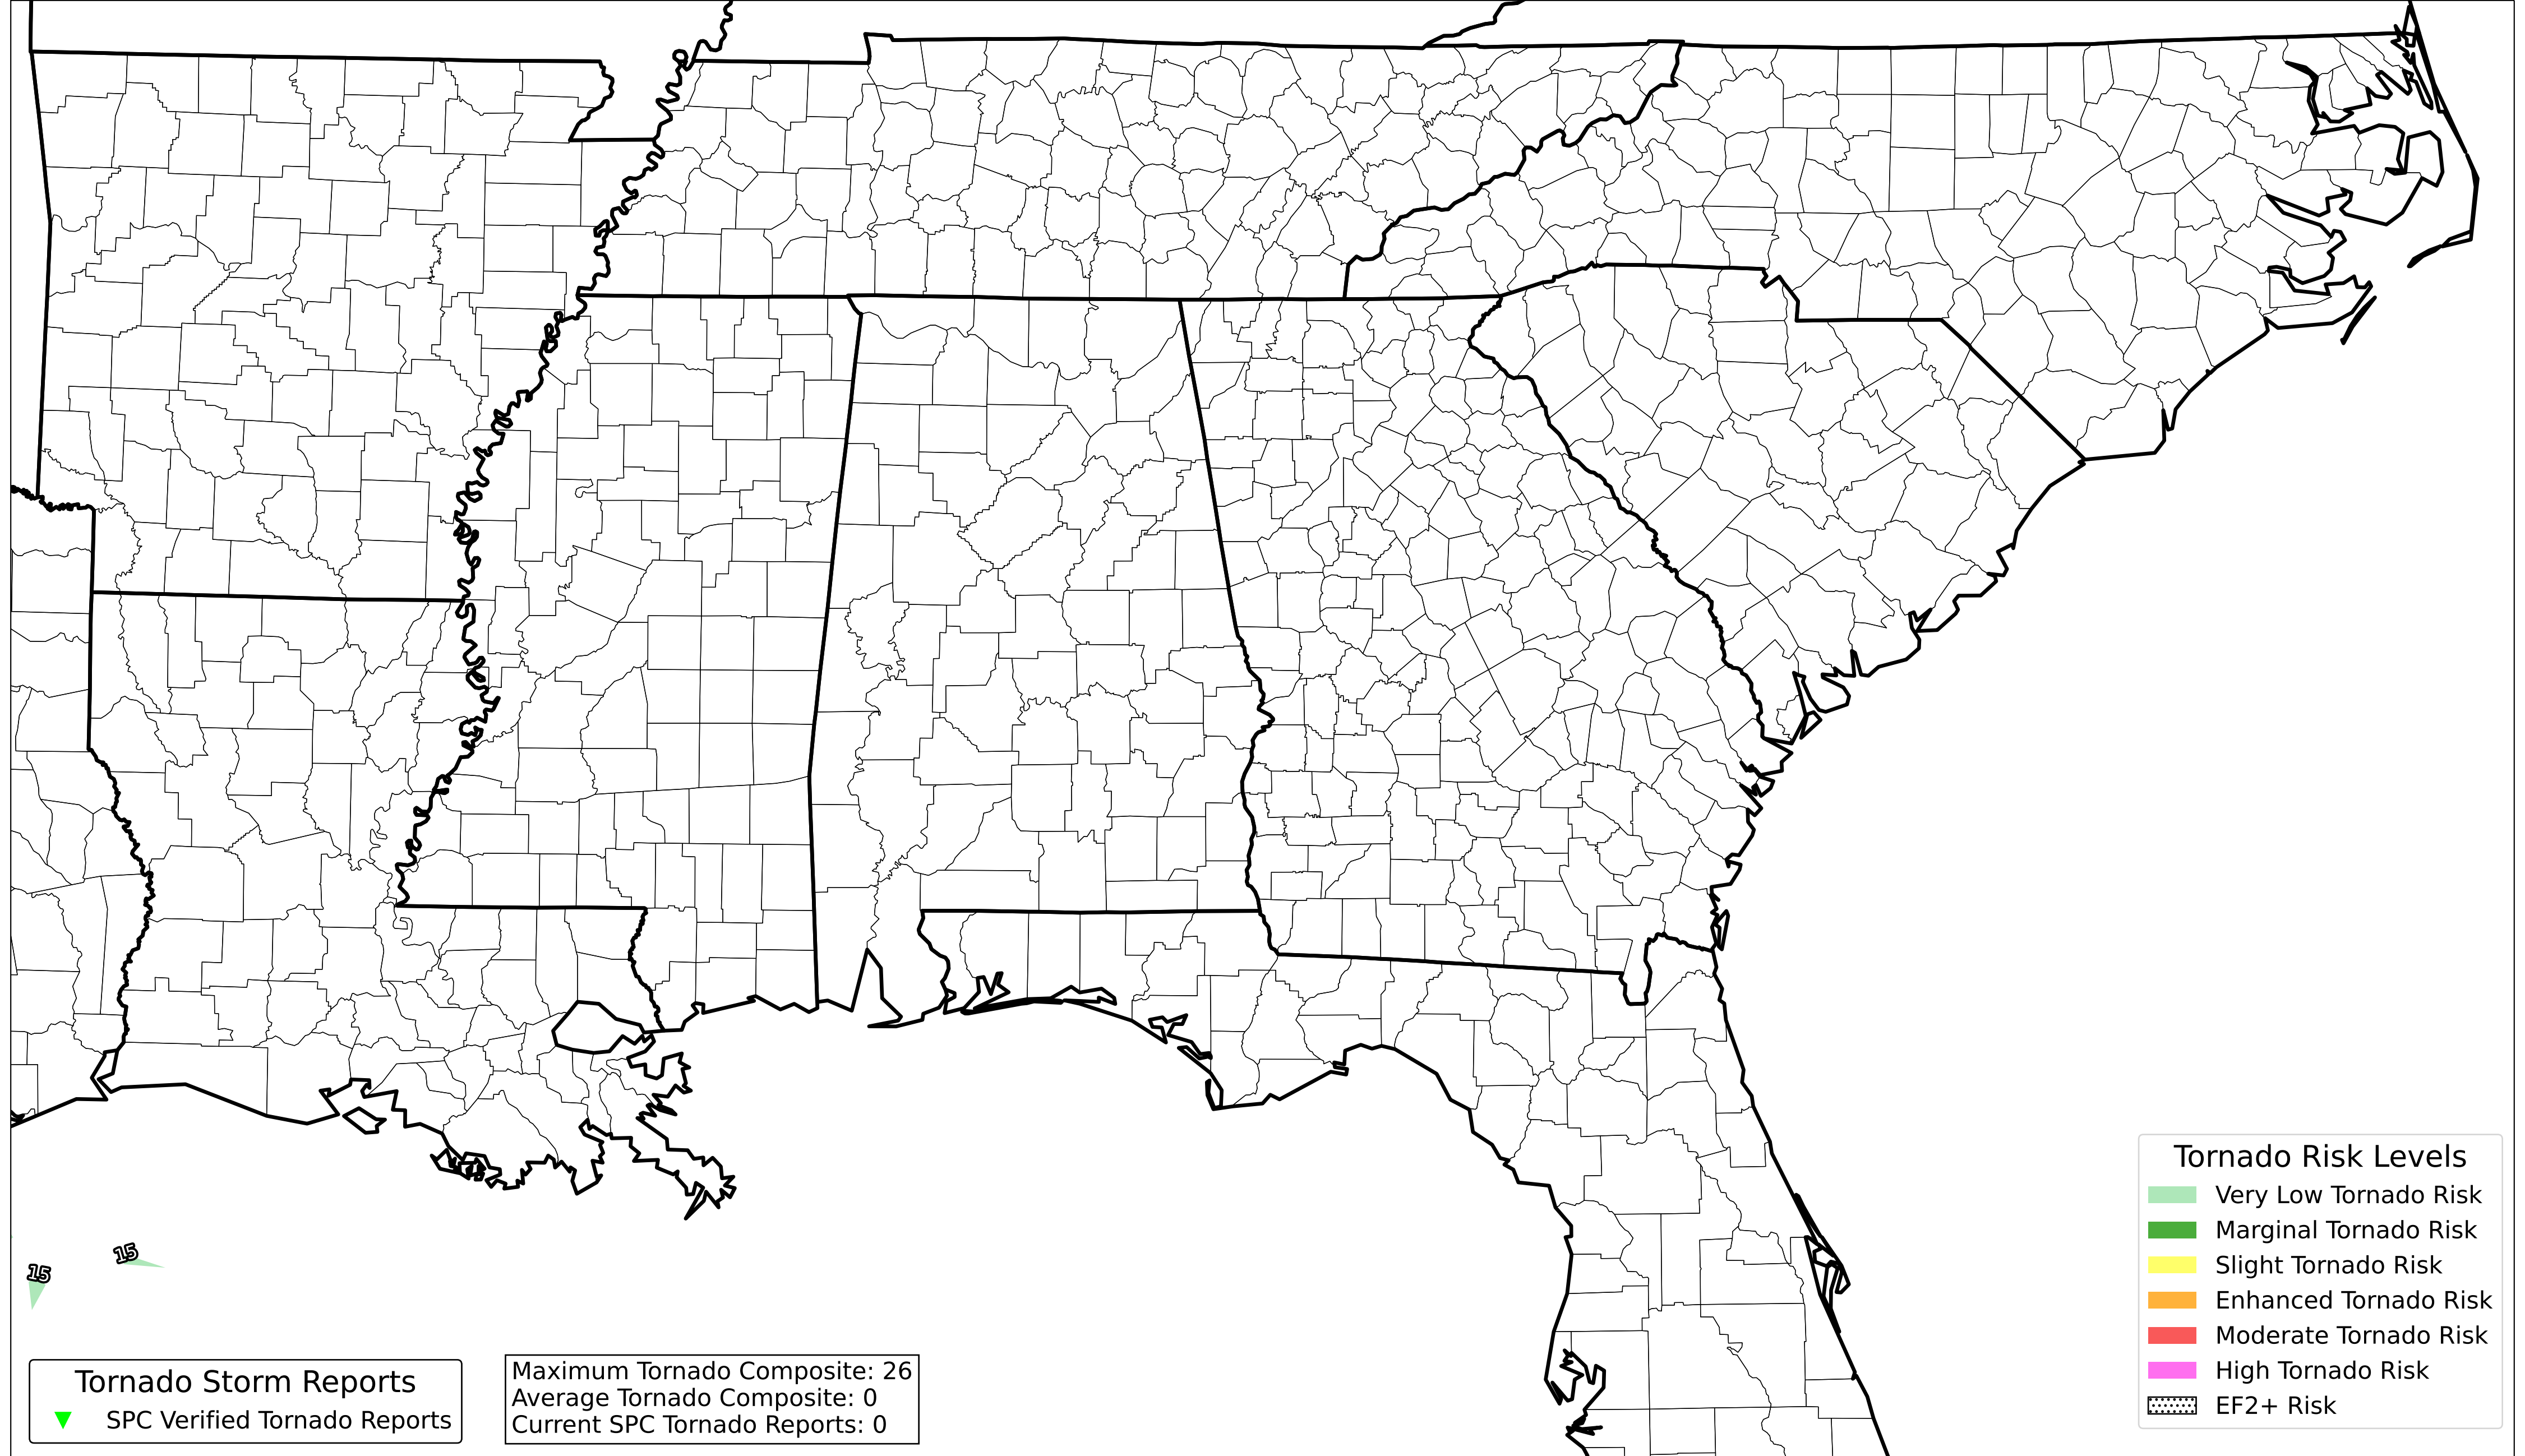 15
15
Tornado Storm Reports
SPC Verified Tornado Reports
Maximum Tornado Composite: 26
Average Tornado Composite: 0
Current SPC Tornado Reports: 0
Tornado Risk Levels
Very Low Tornado Risk
Marginal Tornado Risk
Slight Tornado Risk
Enhanced Tornado Risk
Moderate Tornado Risk
High Tornado Risk
EF2+ Risk